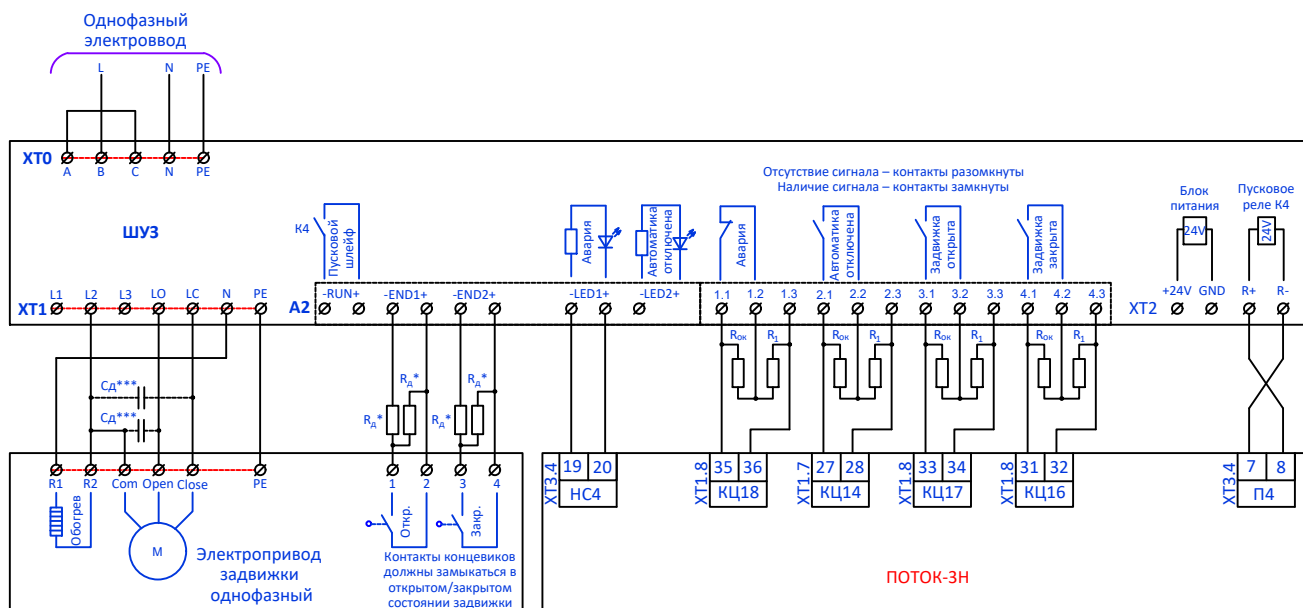 Однофазный
электроввод
L N PE
XT0
A B C N PE
ШУЗ
Отсутствие сигнала – контакты разомкнуты
Наличие сигнала – контакты замкнуты
K4
Пусковой
шлейф
Авария
Автоматика
отключена
Авария
Автоматика
отключена
Задвижка
открыта
Задвижка
закрыта
Блок
питания
24V
Пусковое
реле К4
24V
XT1
L1 L2 L3 LO LC N PE
A2
-RUN+ -END1+ -END2+ -LED1+ -LED2+
1.1 1.2 1.3 2.1 2.2 2.3 3.1 3.2 3.3 4.1 4.2 4.3
XT2
+24V GND R+ R-
Rок R1 Rок R1 Rок R1 Rок R1
Сд***
Сд***
Rд* Rд*
Rд* Rд*
R1 R2 Com Open Close PE
1 2 3 4
Обогрев
M
Электропривод
задвижки
однофазный
Откр.
Закр.
Контакты концевиков
должны замыкаться в
открытом/закрытом
состоянии задвижки
XT3.4
19 20
НС4
XT1.8
35 36
КЦ18
XT1.7
27 28
КЦ14
XT1.8
33 34
КЦ17
XT1.8
31 32
КЦ16
XT3.4
7 8
П4
ПОТОК-3Н